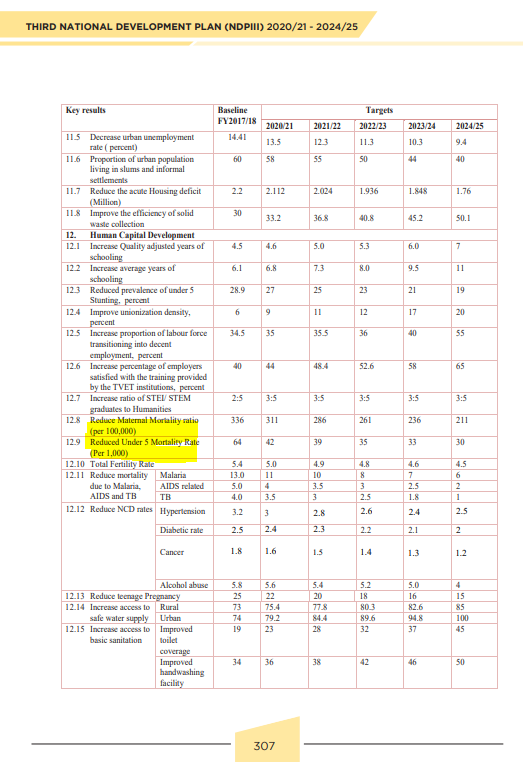 THIRD NATIONAL DEVELOPMENT PLAN (NDPIII) 2020/21 - 2024/25
Key results Baseline FY2017/18 Targets
2020/21 2021/22 2022/23 2023/24 2024/25
11.5 Decrease urban unemployment rate ( percent) 14.41 13.5 12.3 11.3 10.3 9.4
11.6 Proportion of urban population living in slums and informal settlements 60 58 55 50 44 40
11.7 Reduce the acute Housing deficit (Million) 2.2 2.112 2.024 1.936 1.848 1.76
11.8 Improve the efficiency of solid waste collection 30 33.2 36.8 40.8 45.2 50.1
12. Human Capital Development
12.1 Increase Quality adjusted years of schooling 4.5 4.6 5.0 5.3 6.0 7
12.2 Increase average years of schooling 6.1 6.8 7.3 8.0 9.5 11
12.3 Reduced prevalence of under 5 Stunting, percent 28.9 27 25 23 21 19
12.4 Improve unionization density, percent 6 9 11 12 17 20
12.5 Increase proportion of labour force transitioning into decent employment, percent 34.5 35 35.5 36 40 55
12.6 Increase percentage of employers satisfied with the training provided by the TVET institutions, percent 40 44 48.4 52.6 58 65
12.7 Increase ratio of STEI/ STEM graduates to Humanities 2:5 3:5 3:5 3:5 3:5 3:5
12.8 Reduce Maternal Mortality ratio (per 100,000) 336 311 286 261 236 211
12.9 Reduced Under 5 Mortality Rate (Per 1,000) 64 42 39 35 33 30
12.10 Total Fertility Rate 5.4 5.0 4.9 4.8 4.6 4.5
12.11 Reduce mortality due to Malaria, AIDS and TB Malaria 13.0 11 10 8 7 6
AIDS related 5.0 4 3.5 3 2.5 2
TB 4.0 3.5 3 2.5 1.8 1
12.12 Reduce NCD rates Hypertension 3.2 3 2.8 2.6 2.4 2.5
Diabetic rate 2.5 2.4 2.3 2.2 2.1 2
Cancer 1.8 1.6 1.5 1.4 1.3 1.2
Alcohol abuse 5.8 5.6 5.4 5.2 5.0 4
12.13 Reduce teenage Pregnancy 25 22 20 18 16 15
12.14 Increase access to safe water supply Rural 73 75.4 77.8 80.3 82.6 85
Urban 74 79.2 84.4 89.6 94.8 100
12.15 Increase access to basic sanitation Improved toilet coverage 19 23 28 32 37 45
Improved handwashing facility 34 36 38 42 46 50
307